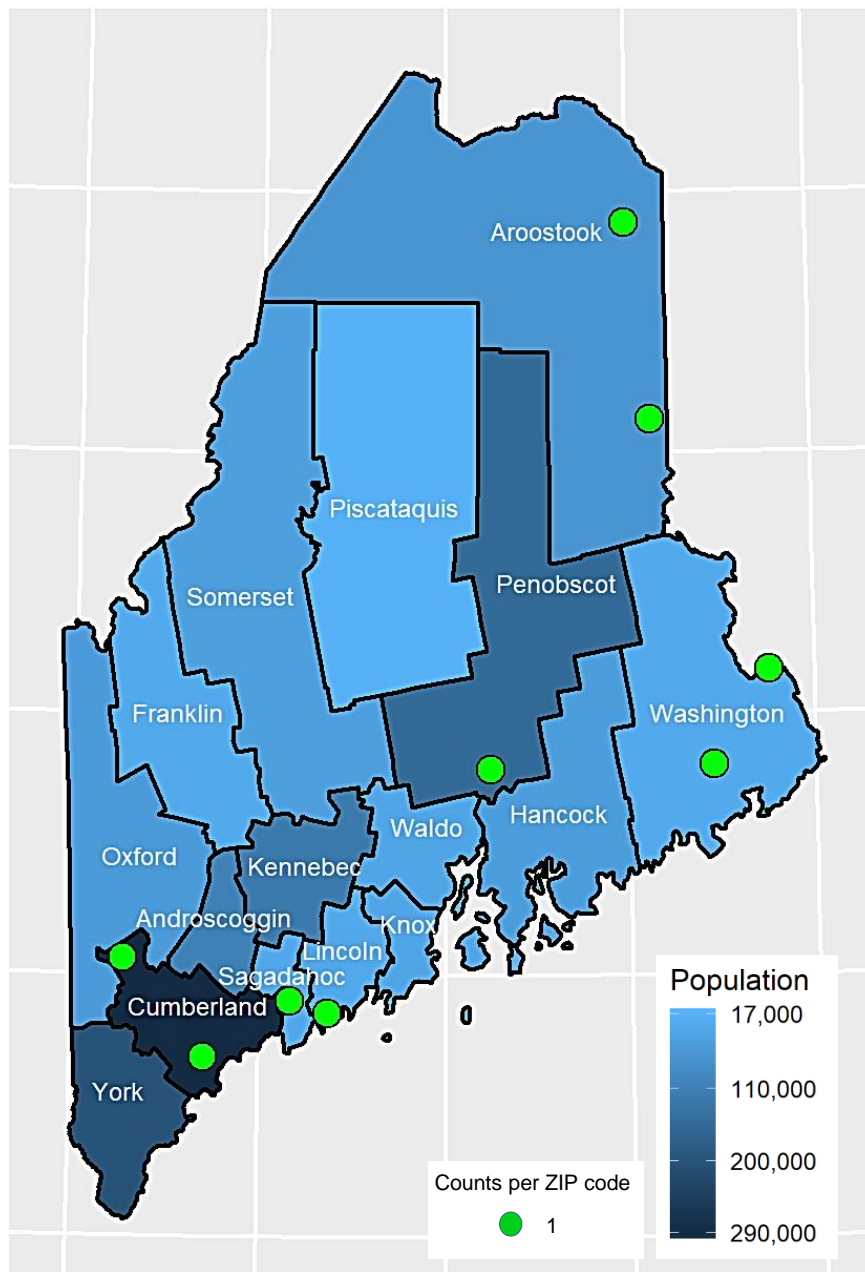 Aroostook
Piscataquis
Penobscot
Somerset
Franklin
Washington
Hancock
Waldo
Oxford
Kennebec
Androscoggin
Knox
Lincoln
Sagadahoc
Cumberland
York
Population
17,000
110,000
200,000
290,000
Counts per ZIP code
1